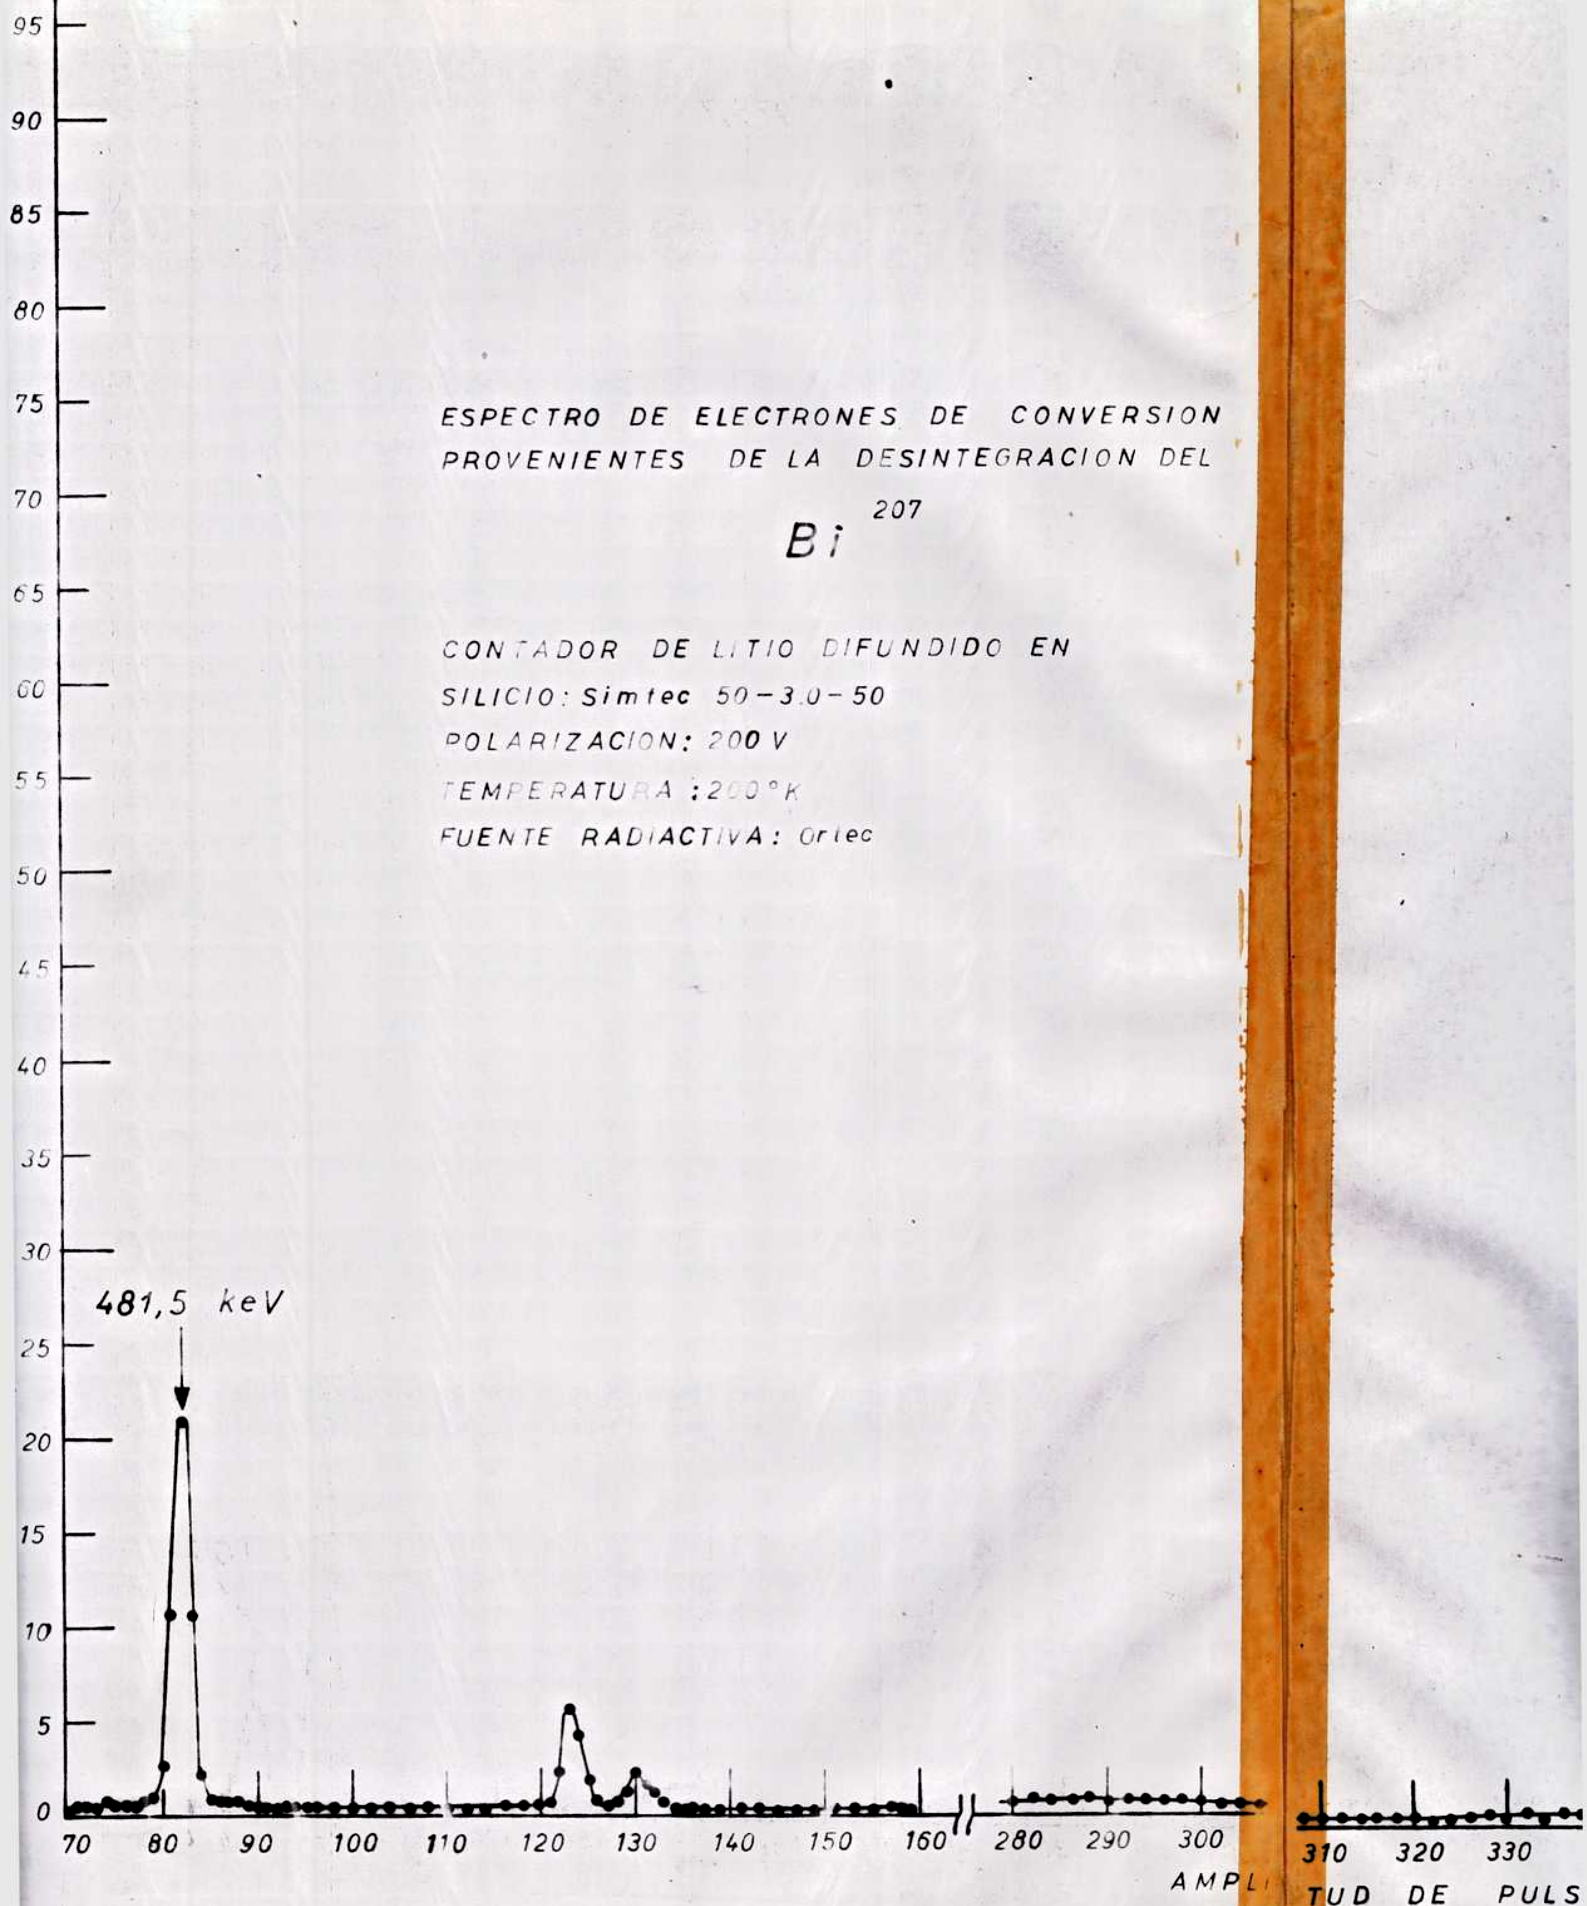 95
90
85
80
75
ESPECTRO DE ELECTRONES DE CONVERSION
PROVENIENTES DE LA DESINTEGRACION DEL
70
Bi 207
65
CONTADOR DE LITIO DIFUNDIDO EN
60
SILICIO: Simtec 50-3.0-50
POLARIZACION: 200 V
55
TEMPERATURA : 200°K
FUENTE RADIACTIVA: Ortec
50
45
40
35
30
481,5 keV
25
20
15
10
5
0
70 80 90 100 110 120 130 140 150 160 280 290 300 310 320 330
AMPLITUD DE PULS